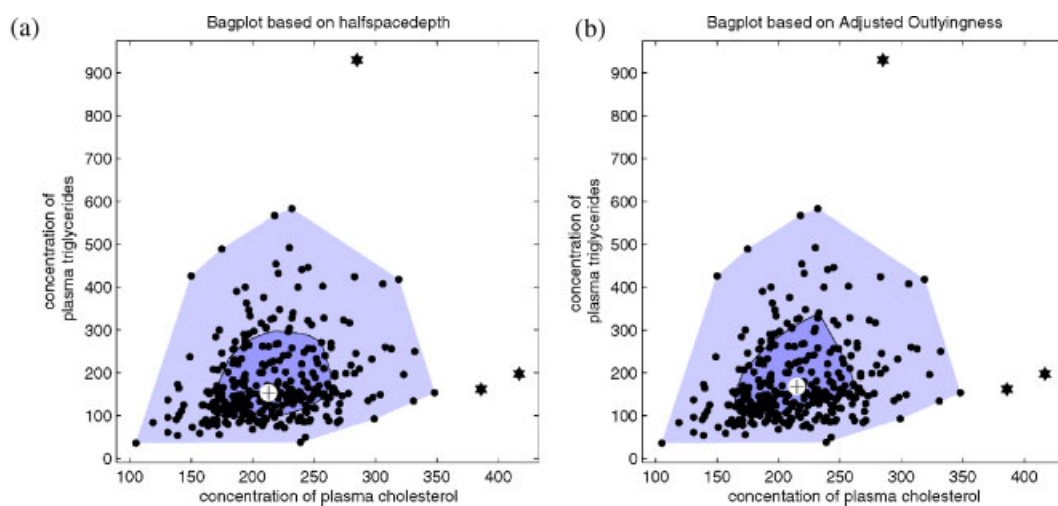 (a)
Bagplot based on halfspacedepth
900
800
700
600
500
400
300
200
100
0
concentration of
plasma triglycerides
100 150 200 250 300 350 400
concentration of plasma cholesterol
(b)
Bagplot based on Adjusted Outlyingness
900
800
700
600
500
400
300
200
100
0
concentration of
plasma triglycerides
100 150 200 250 300 350 400
concentation of plasma cholesterol